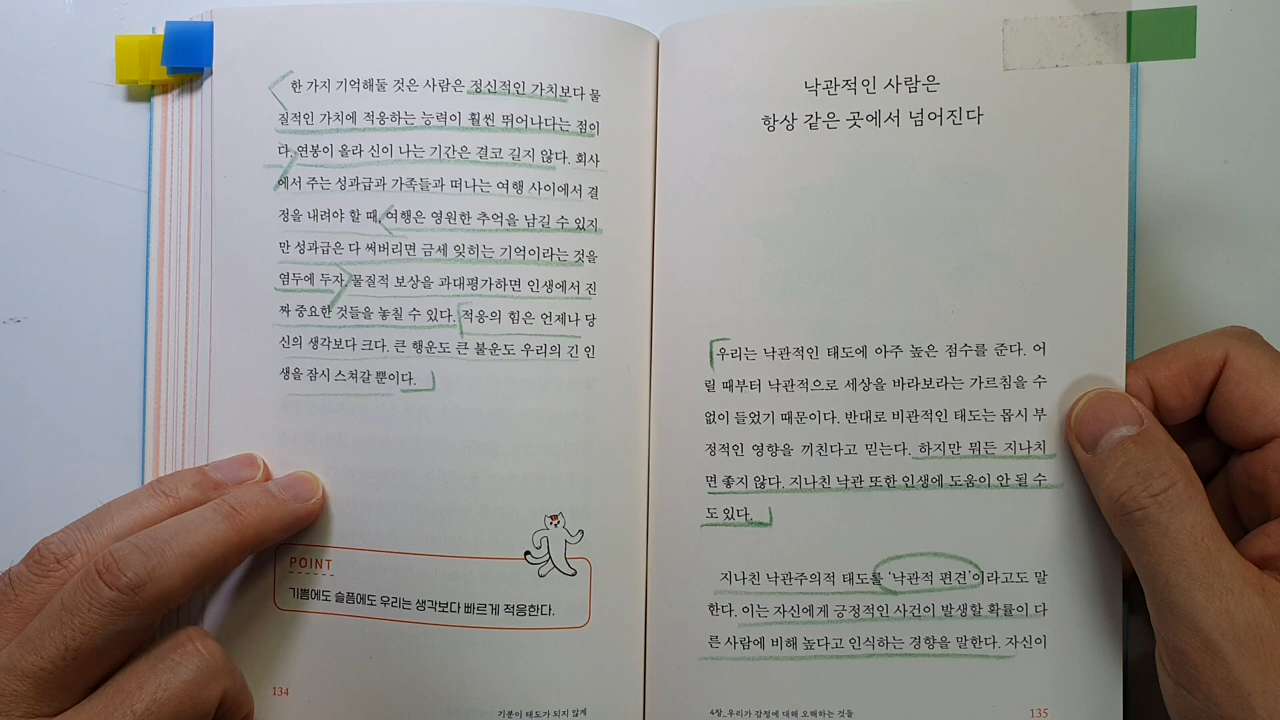 한 가지 기억해둘 것은 사람은 정신적인 가치보다 물
질적인 가치에 적응하는 능력이 훨씬 뛰어나다는 점이
다. 연봉이 올라 신이 나는 기간은 결코 길지 않다. 회사
에서 주는 성과급과 가족들과 떠나는 여행 사이에서 결
정을 내려야 할 때, 여행은 영원한 추억을 남길 수 있지
만 성과급은 다 써버리면 금세 잊히는 기억이라는 것을
염두에 두자. 물질적 보상을 과대평가하면 인생에서 진
짜 중요한 것들을 놓칠 수 있다. 적응의 힘은 언제나 당
신의 생각보다 크다. 큰 행운도 큰 불운도 우리의 긴 인
생을 잠시 스쳐갈 뿐이다.
POINT
기쁨에도 슬픔에도 우리는 생각보다 빠르게 적응한다.
134
기분이 태도가 되지 않게
낙관적인 사람은
항상 같은 곳에서 넘어진다
우리는 낙관적인 태도에 아주 높은 점수를 준다. 어
릴 때부터 낙관적으로 세상을 바라보라는 가르침을 수
없이 들었기 때문이다. 반대로 비관적인 태도는 몹시 부
정적인 영향을 끼친다고 믿는다. 하지만 뭐든 지나치
면 좋지 않다. 지나친 낙관 또한 인생에 도움이 안 될 수
도 있다.
지나친 낙관주의적 태도를 ‘낙관적 편견’이라고도 말
한다. 이는 자신에게 긍정적인 사건이 발생할 확률이 다
른 사람에 비해 높다고 인식하는 경향을 말한다. 자신이
4장_우리가 감정에 대해 오해하는 것들
135